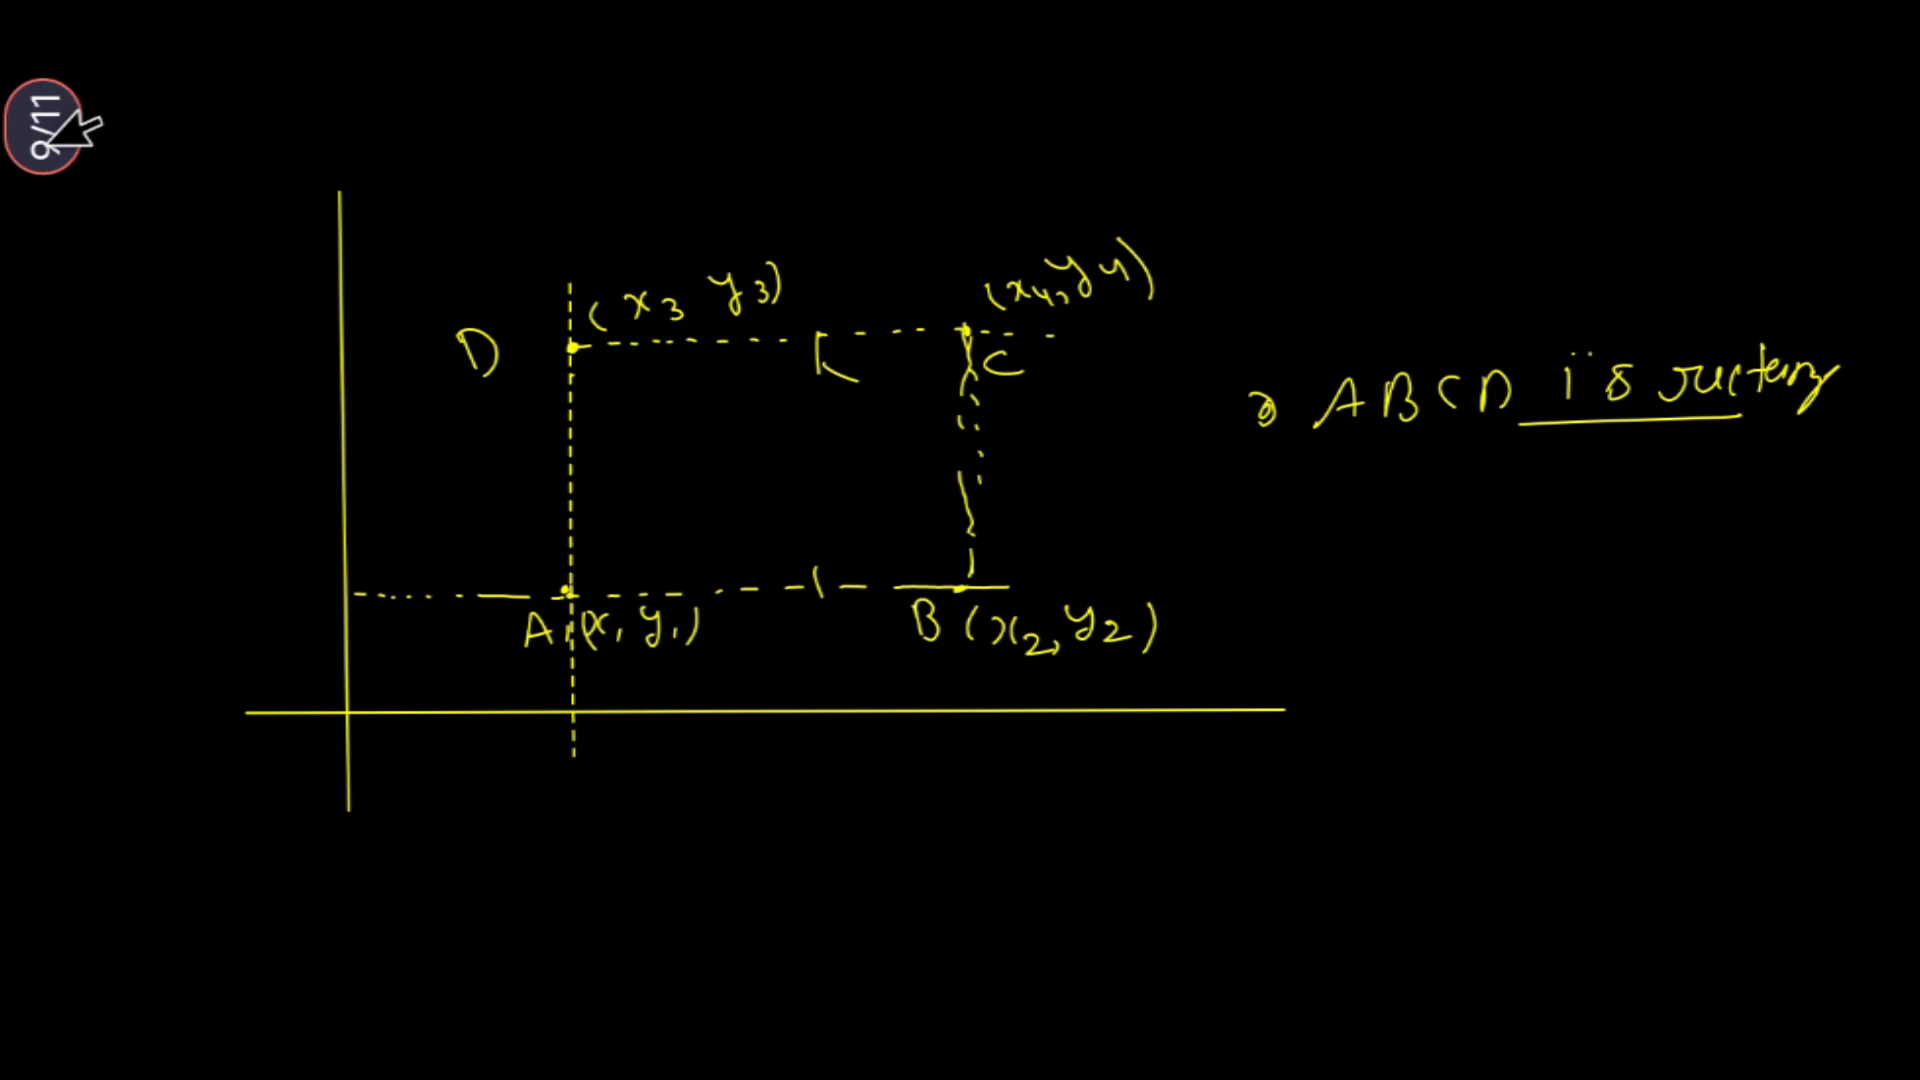 9/11
(x3 y3)
(x4, y4)
D
C
ABCD is
A (x1 y1)
B (x2, y2)